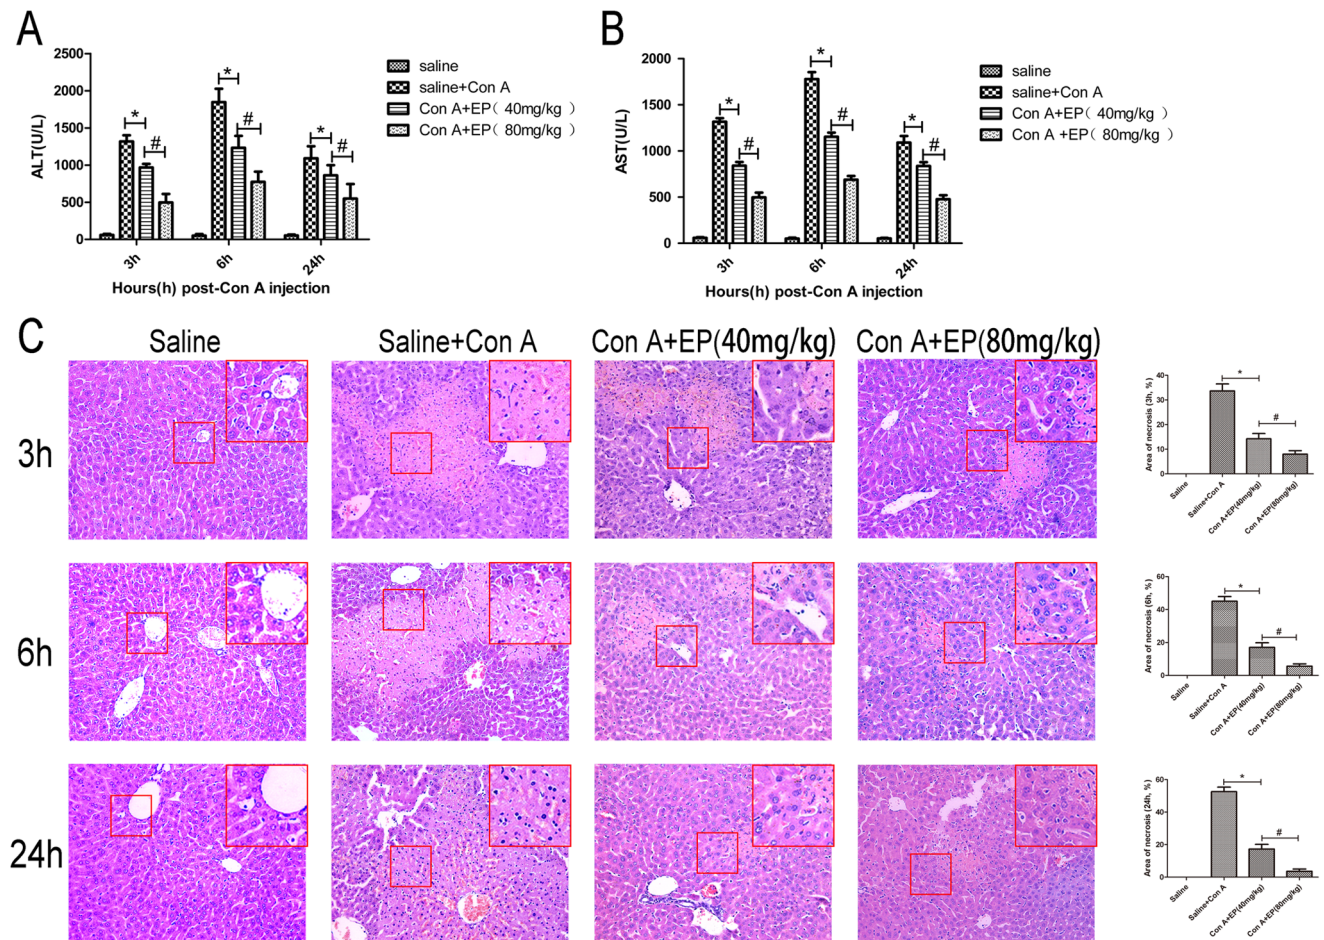 A
2500
2000
1500
1000
500
0
ALT(U/L)
*
#
*
#
*
#
3h
6h
24h
Hours(h) post-Con A injection
saline
saline+Con A
Con A+EP( 40mg/kg )
Con A+EP( 80mg/kg )
B
2000
1500
1000
500
0
AST(U/L)
*
#
*
#
*
#
3h
6h
24h
Hours(h) post-Con A injection
saline
saline+Con A
Con A+EP( 40mg/kg )
Con A +EP( 80mg/kg )
C
Saline
Saline+Con A
Con A+EP(40mg/kg)
Con A+EP(80mg/kg)
3h
Area of necrosis (3h, %)
40
30
20
10
0
*
#
Saline
Saline+Con A
Con A+EP(40mg/kg)
Con A+EP(80mg/kg)
6h
Area of necrosis (6h, %)
60
40
20
0
*
#
Saline
Saline+Con A
Con A+EP(40mg/kg)
Con A+EP(80mg/kg)
24h
Area of necrosis (24h, %)
60
40
20
0
*
#
Saline
Saline+Con A
Con A+EP(40mg/kg)
Con A+EP(80mg/kg)